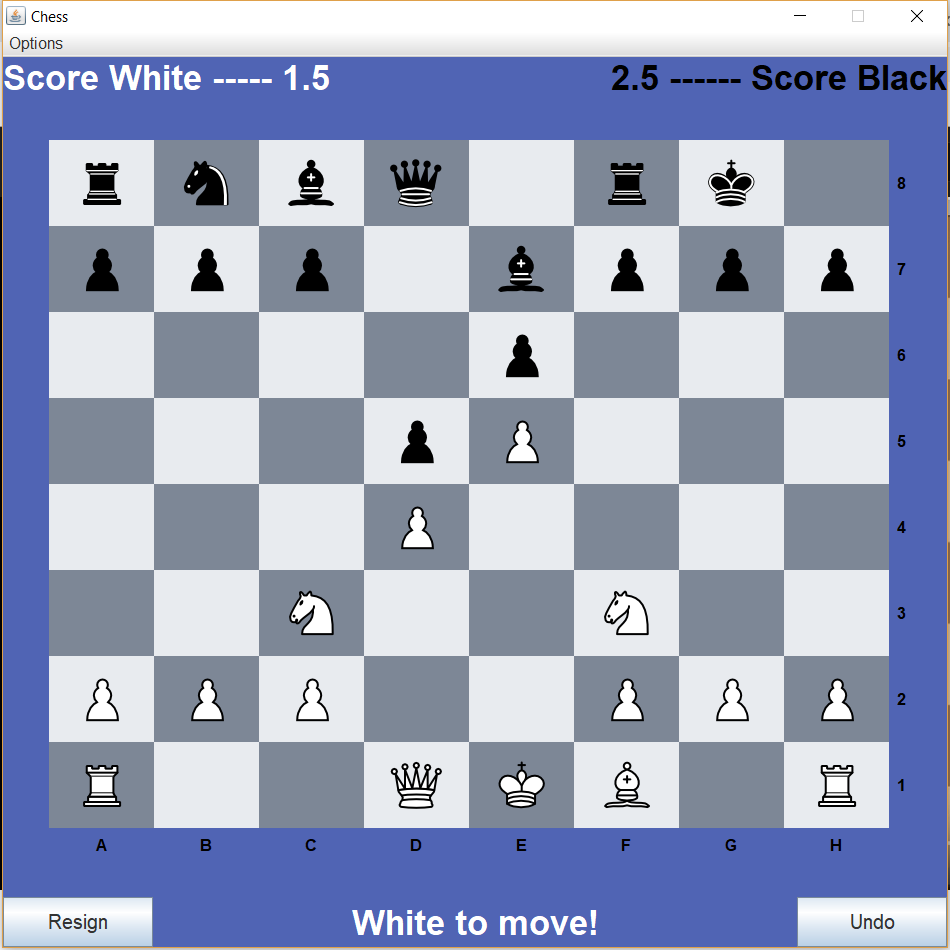 Chess
Options
Score White ----- 1.5
2.5 ------ Score Black
8
7
6
5
4
3
2
1
A B C D E F G H
Resign
White to move!
Undo